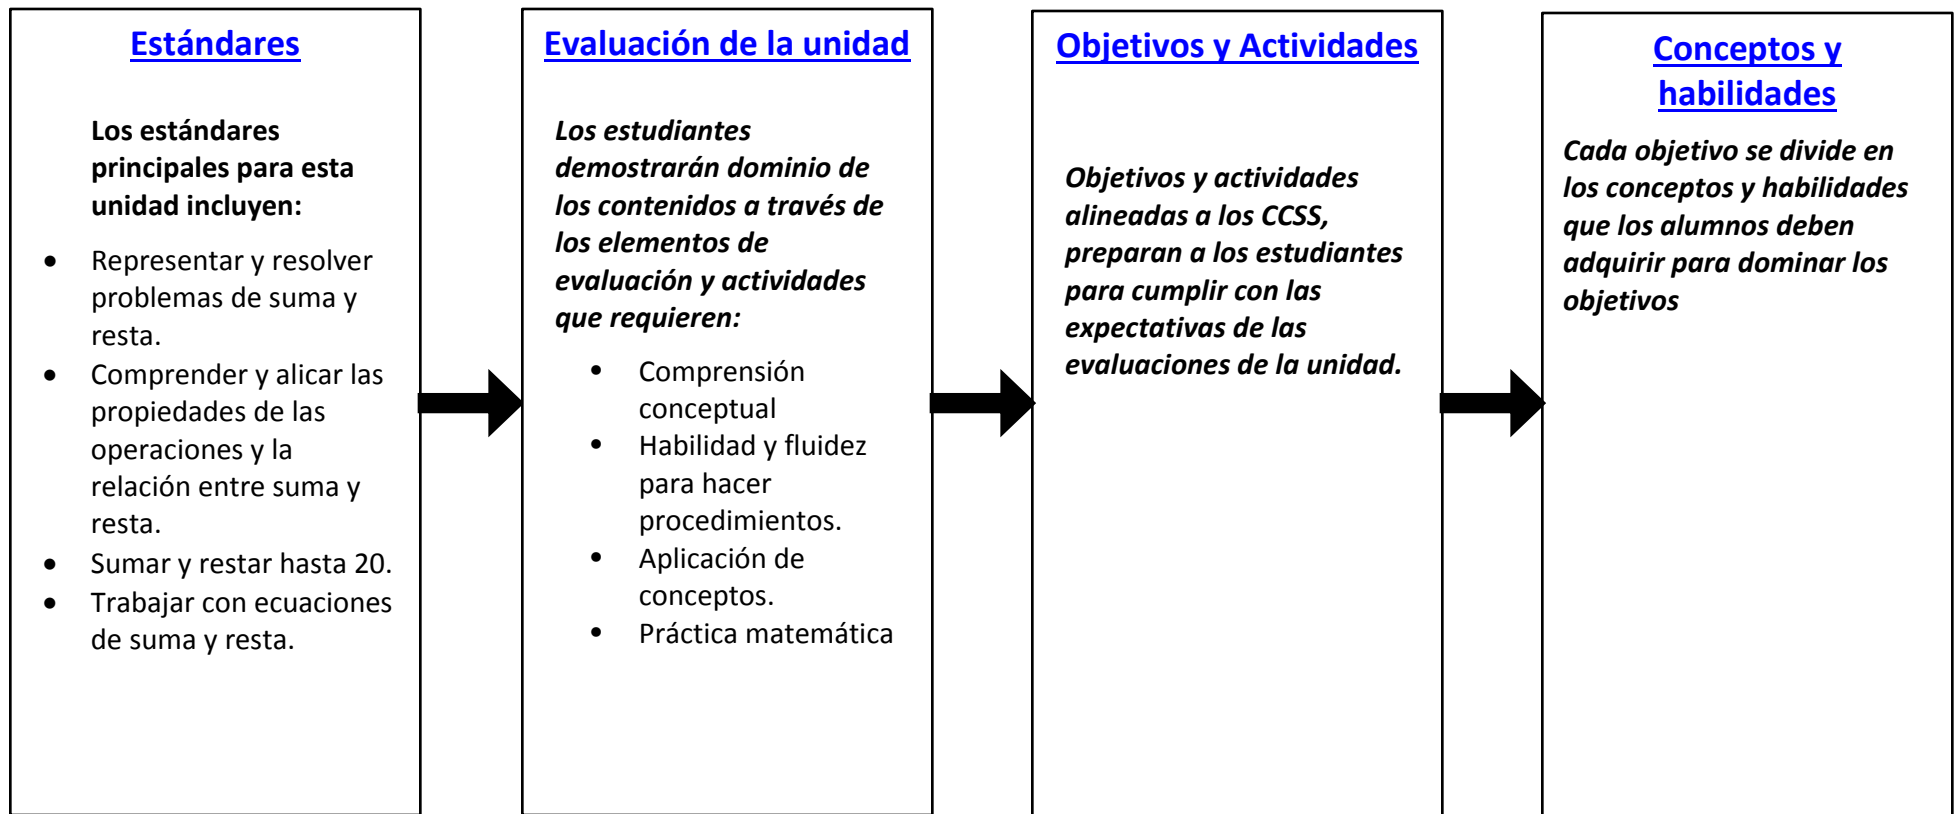 Estándares
Los estándares
principales para esta
unidad incluyen:
• Representar y resolver
problemas de suma y
resta.
• Comprender y alicar las
propiedades de las
operaciones y la
relación entre suma y
resta.
• Sumar y restar hasta 20.
• Trabajar con ecuaciones
de suma y resta.
Evaluación de la unidad
Los estudiantes
demostrarán dominio de
los contenidos a través de
los elementos de
evaluación y actividades
que requieren:
• Comprensión
conceptual
• Habilidad y fluidez
para hacer
procedimientos.
• Aplicación de
conceptos.
• Práctica matemática
Objetivos y Actividades
Objetivos y actividades
alineadas a los CCSS,
preparan a los estudiantes
para cumplir con las
expectativas de las
evaluaciones de la unidad.
Conceptos y
habilidades
Cada objetivo se divide en
los conceptos y habilidades
que los alumnos deben
adquirir para dominar los
objetivos